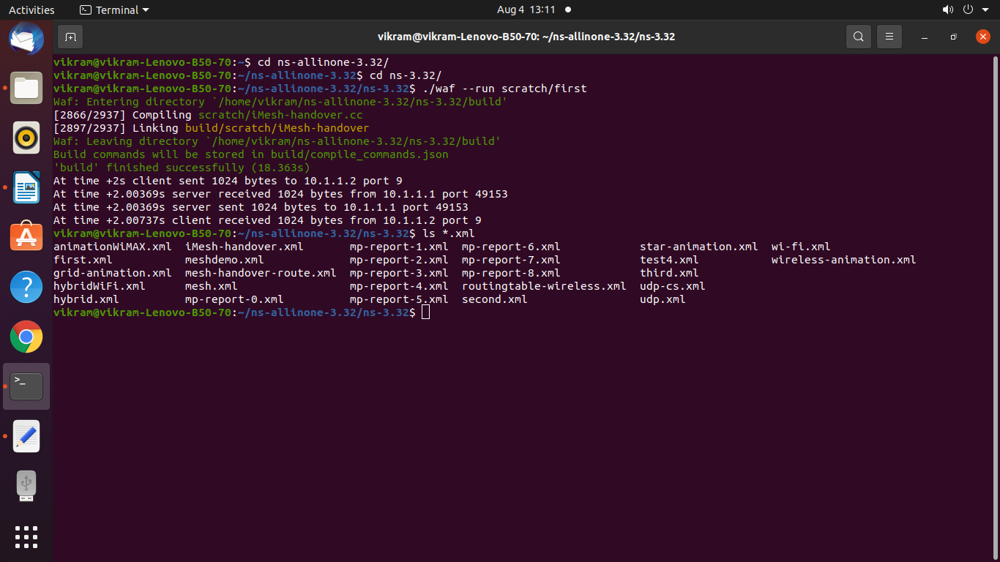 Activities Terminal Aug 4 13:11
vikram@vikram-Lenovo-B50-70: ~/ns-allinone-3.32/ns-3.32
vikram@vikram-Lenovo-B50-70:~$ cd ns-allinone-3.32/
vikram@vikram-Lenovo-B50-70:~/ns-allinone-3.32$ cd ns-3.32/
vikram@vikram-Lenovo-B50-70:~/ns-allinone-3.32/ns-3.32$ ./waf --run scratch/first
Waf: Entering directory `/home/vikram/ns-allinone-3.32/ns-3.32/build'
[2866/2937] Compiling scratch/iMesh-handover.cc
[2897/2937] Linking build/scratch/iMesh-handover
Waf: Leaving directory `/home/vikram/ns-allinone-3.32/ns-3.32/build'
Build commands will be stored in build/compile_commands.json
'build' finished successfully (18.363s)
At time +2s client sent 1024 bytes to 10.1.1.2 port 9
At time +2.00369s server received 1024 bytes from 10.1.1.1 port 49153
At time +2.00369s server sent 1024 bytes to 10.1.1.1 port 49153
At time +2.00737s client received 1024 bytes from 10.1.1.2 port 9
vikram@vikram-Lenovo-B50-70:~/ns-allinone-3.32/ns-3.32$ ls *.xml
animationWiMAX.xml iMesh-handover.xml mp-report-1.xml mp-report-6.xml star-animation.xml wi-fi.xml
first.xml meshdemo.xml mp-report-2.xml mp-report-7.xml test4.xml wireless-animation.xml
grid-animation.xml mesh-handover-route.xml mp-report-3.xml mp-report-8.xml third.xml
hybridWiFi.xml mesh.xml mp-report-4.xml routingtable-wireless.xml udp-cs.xml
hybrid.xml mp-report-0.xml mp-report-5.xml second.xml udp.xml
vikram@vikram-Lenovo-B50-70:~/ns-allinone-3.32/ns-3.32$